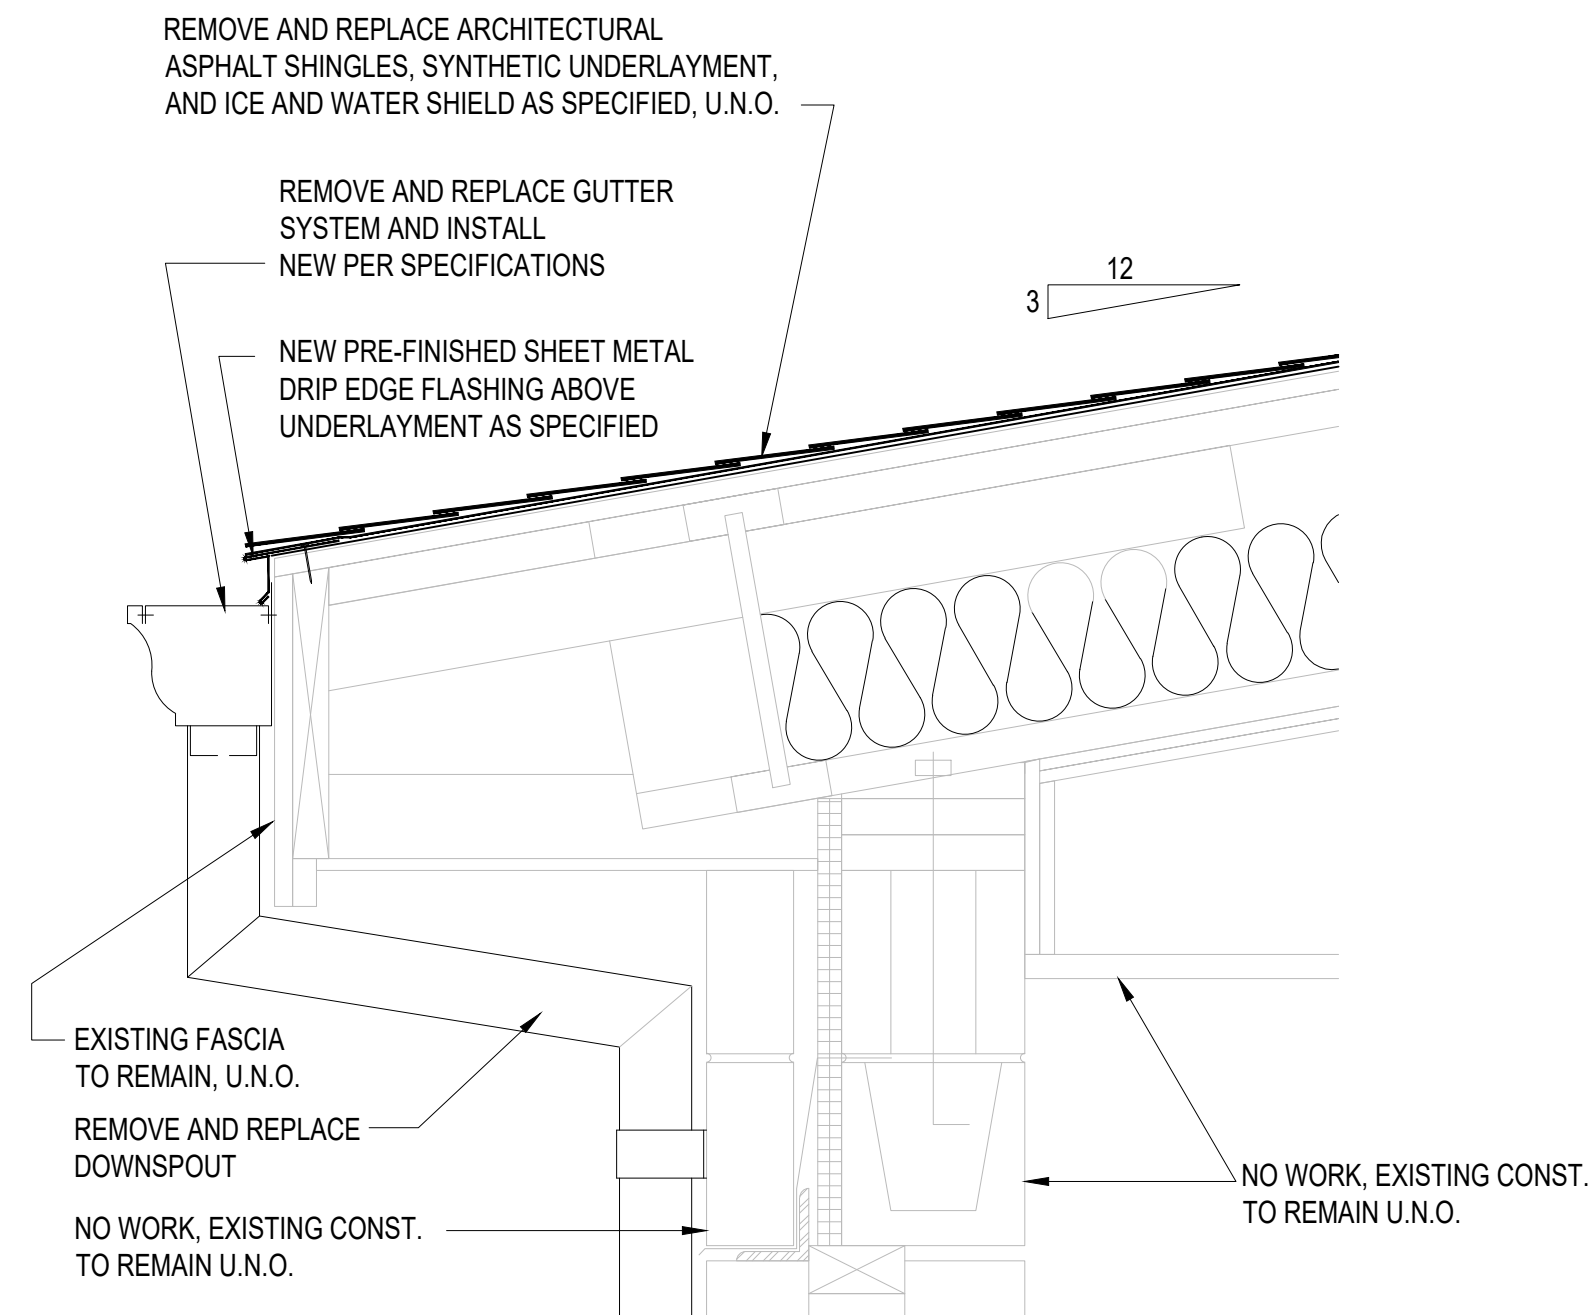 REMOVE AND REPLACE ARCHITECTURAL
ASPHALT SHINGLES, SYNTHETIC UNDERLAYMENT,
AND ICE AND WATER SHIELD AS SPECIFIED, U.N.O.
REMOVE AND REPLACE GUTTER
SYSTEM AND INSTALL
NEW PER SPECIFICATIONS
12
3
NEW PRE-FINISHED SHEET METAL
DRIP EDGE FLASHING ABOVE
UNDERLAYMENT AS SPECIFIED
EXISTING FASCIA
TO REMAIN, U.N.O.
REMOVE AND REPLACE
DOWNSPOUT
NO WORK, EXISTING CONST.
TO REMAIN U.N.O.
NO WORK, EXISTING CONST.
TO REMAIN U.N.O.